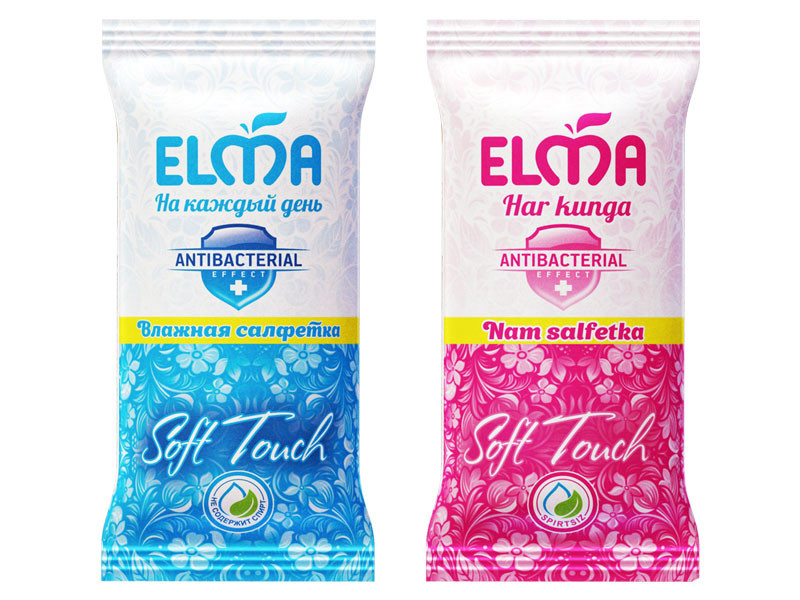 ELMA
На каждый день
ANTIBACTERIAL
EFFECT
Влажная салфетка
Soft Touch
НЕ СОДЕРЖИТ СПИРТ
ELMA
Har kunga
ANTIBACTERIAL
EFFECT
Nam salfetka
Soft Touch
SPIRTSIZ